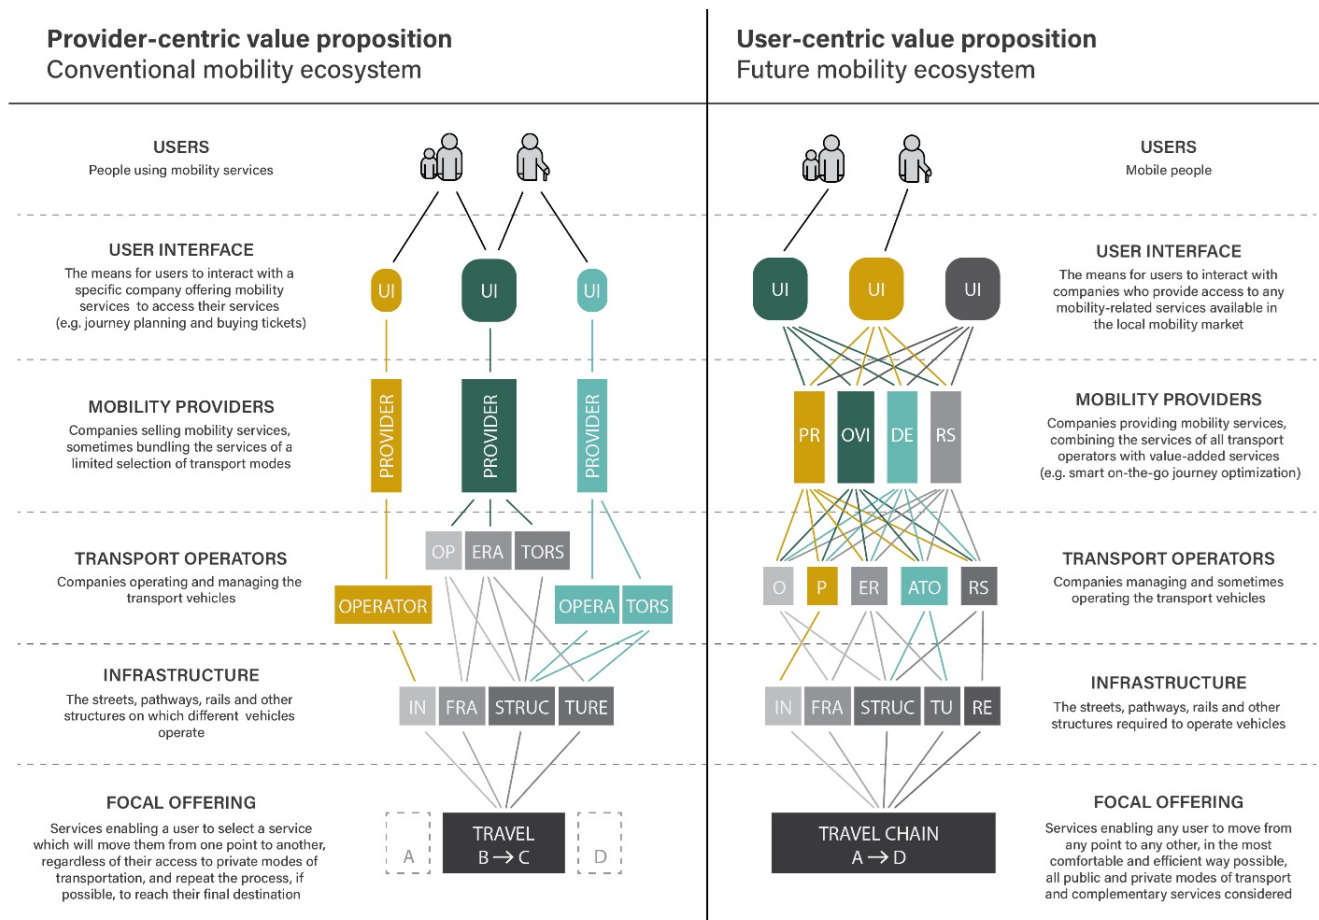 Provider-centric value proposition
Conventional mobility ecosystem
USERS
People using mobility services
USER INTERFACE
The means for users to interact with a
specific company offering mobility
services to access their services
(e.g. journey planning and buying tickets)
UI
UI
UI
MOBILITY PROVIDERS
Companies selling mobility services,
sometimes bundling the services of a
limited selection of transport modes
PROVIDER
PROVIDER
PROVIDER
TRANSPORT OPERATORS
Companies operating and managing the
transport vehicles
OP ERA TORS
OPERATOR
OPERA TORS
INFRASTRUCTURE
The streets, pathways, rails and other
structures on which different vehicles
operate
IN FRA STRUC TURE
FOCAL OFFERING
Services enabling a user to select a service
which will move them from one point to another,
regardless of their access to private modes of
transportation, and repeat the process, if
possible, to reach their final destination
A
TRAVEL
B → C
D
User-centric value proposition
Future mobility ecosystem
USERS
Mobile people
UI
UI
UI
USER INTERFACE
The means for users to interact with
companies who provide access to any
mobility-related services available in
the local mobility market
PR OVI DE RS
MOBILITY PROVIDERS
Companies providing mobility services,
combining the services of all transport
operators with value-added services
(e.g. smart on-the-go journey optimization)
O P ER ATO RS
TRANSPORT OPERATORS
Companies managing and sometimes
operating the transport vehicles
IN FRA STRUC TU RE
INFRASTRUCTURE
The streets, pathways, rails and other
structures required to operate vehicles
TRAVEL CHAIN
A → D
FOCAL OFFERING
Services enabling any user to move from
any point to any other, in the most
comfortable and efficient way possible,
all public and private modes of transport
and complementary services considered